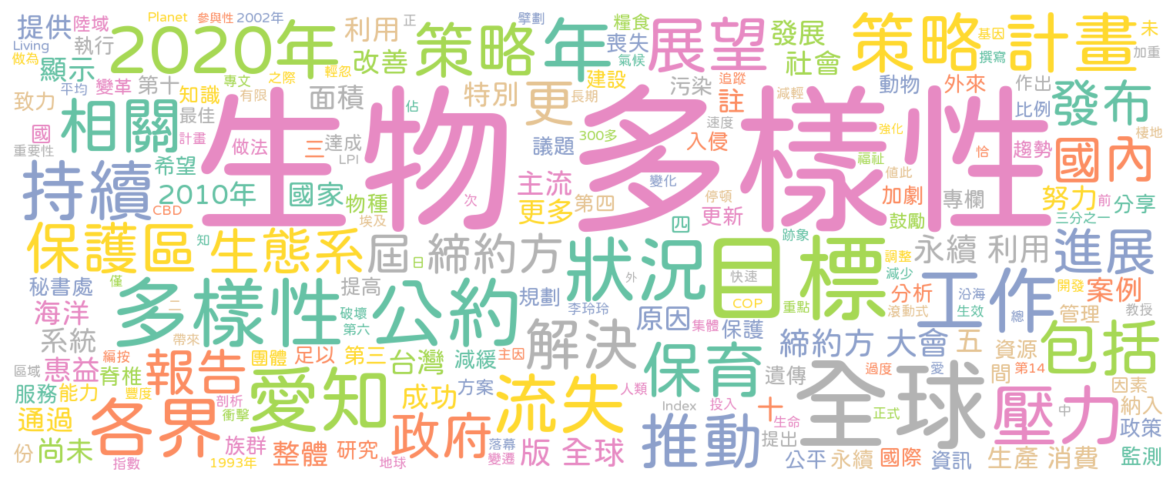 提供 陸域 Planet 參與性 2002年 利用 正 擘劃 糧食 喪失 氣候 展望 發展 社會 策略 計畫 基因 撰寫 未 加重
Living 做為 執行 顯示 2020年 改善 策略 年 建設 污染 追蹤 動物 外來 作出 比例
平均 變革 第十 知識 專文 之際 有限 輕忽 面積 特別 更 長期 註 減輕 發布
致力 國 相關 最佳 計畫 做法 三 達成 LPI 佔 300多 議題 入侵 速度 強化 福祉 恰 趨勢 棲地 國內
重要性 希望 生物 多樣性 值此
持續 2010年 CBD 國家 物種 埃及 次 主流 更多 第四 變化 四 停頓 更新 加劇 鼓勵 專欄 努力 前 分享 三分之一
保護區 生態系 知 日 屆 締約方 狀況 外 跡象 目標 調整 永續 利用 進展
秘書處 僅 多樣性 二 提高 破壞 第六 公約 規劃 李玲玲 快速 COP 重點 減少 分析 滾動式 沿海 生效 工作 開發 總 案例 管理 教授
海洋 系統 帶來 解決 原因 集體 保護 締約方 大會 五 資源 包括
區域 惠益 編按 脊椎 報告 團體 足以 第三 台灣 減緩 主因 保育 遺傳 過度 愛 間 第14 因素
服務 能力 豐度 剖析 衝擊 愛知 成功 方案 流失 人類 Index 投入 十 生命 全球 正式 中 壓力 納入
通過 各界 族群 整體 研究 政府 落幕 變遷 版 全球 推動 提出 政策
份 尚未 指數 1993年 地球 公平 永續 國際 資訊 生產 消費 監測